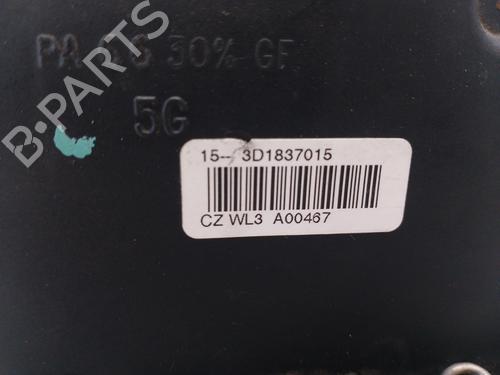 PA 30% GF
5G
15-- 3D1837015
CZ WL3 A00467
B-PARTS